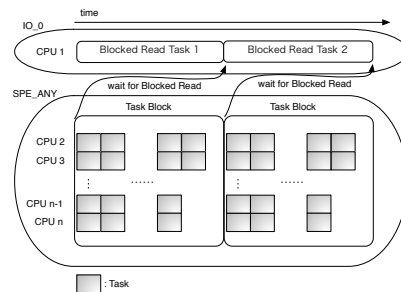 time
IO_0
CPU 1
Blocked Read Task 1
Blocked Read Task 2
wait for Blocked Read
wait for Blocked Read
SPE_ANY
Task Block
Task Block
CPU 2
CPU 3
CPU n-1
CPU n
: Task